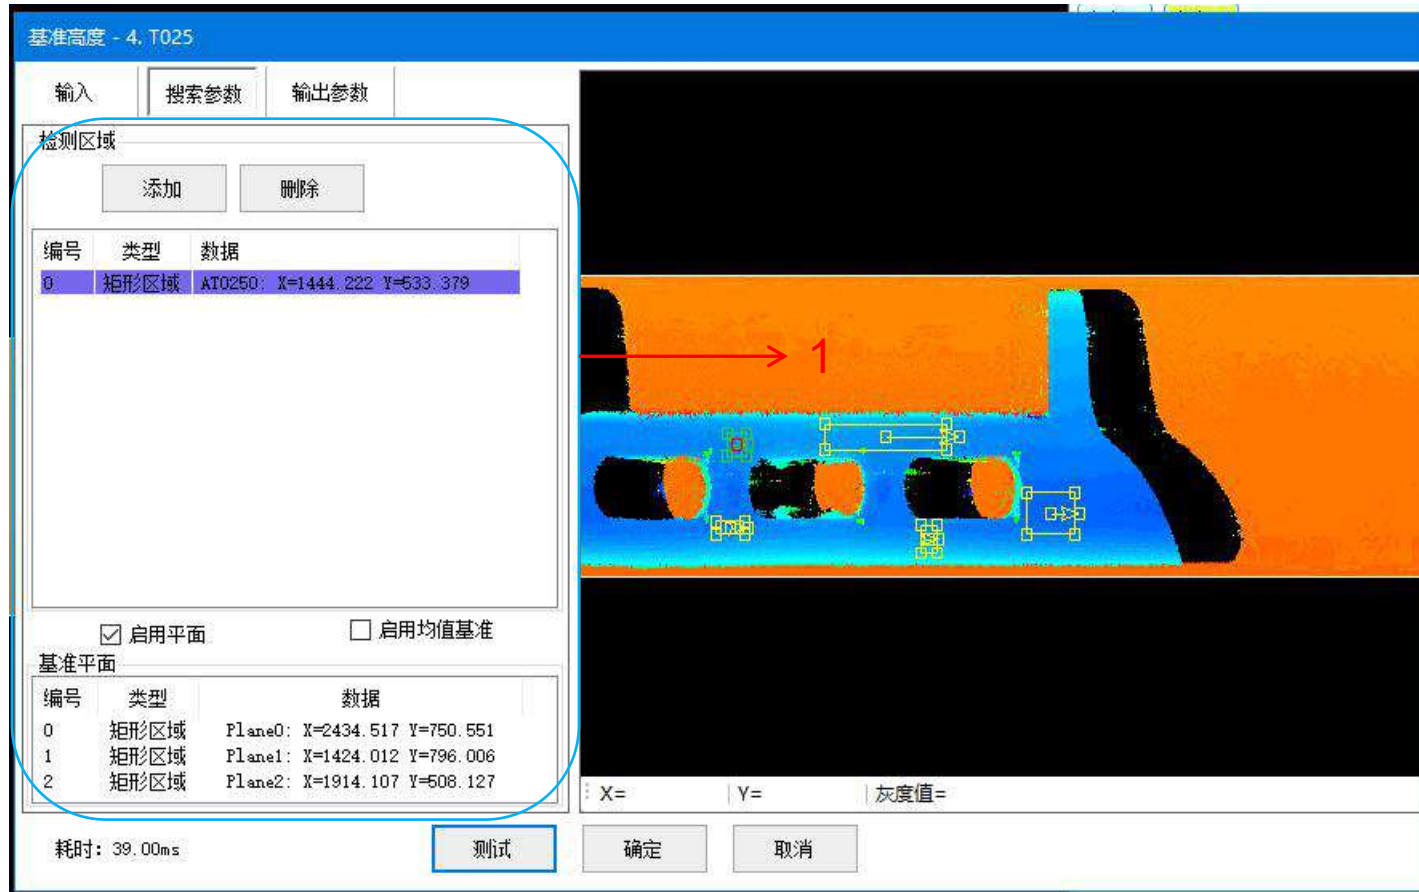 基准高度 - 4. T025
输入 搜索参数 输出参数
检测区域
添加 删除
编号 类型 数据
0 矩形区域 AT0250: X=1444.222 Y=533.379
1
启用平面 启用均值基准
基准平面
编号 类型 数据
0 矩形区域 Plane0: X=2434.517 Y=750.551
1 矩形区域 Plane1: X=1424.012 Y=796.006
2 矩形区域 Plane2: X=1914.107 Y=508.127
X= Y= 灰度值=
耗时: 39.00ms 测试 确定 取消